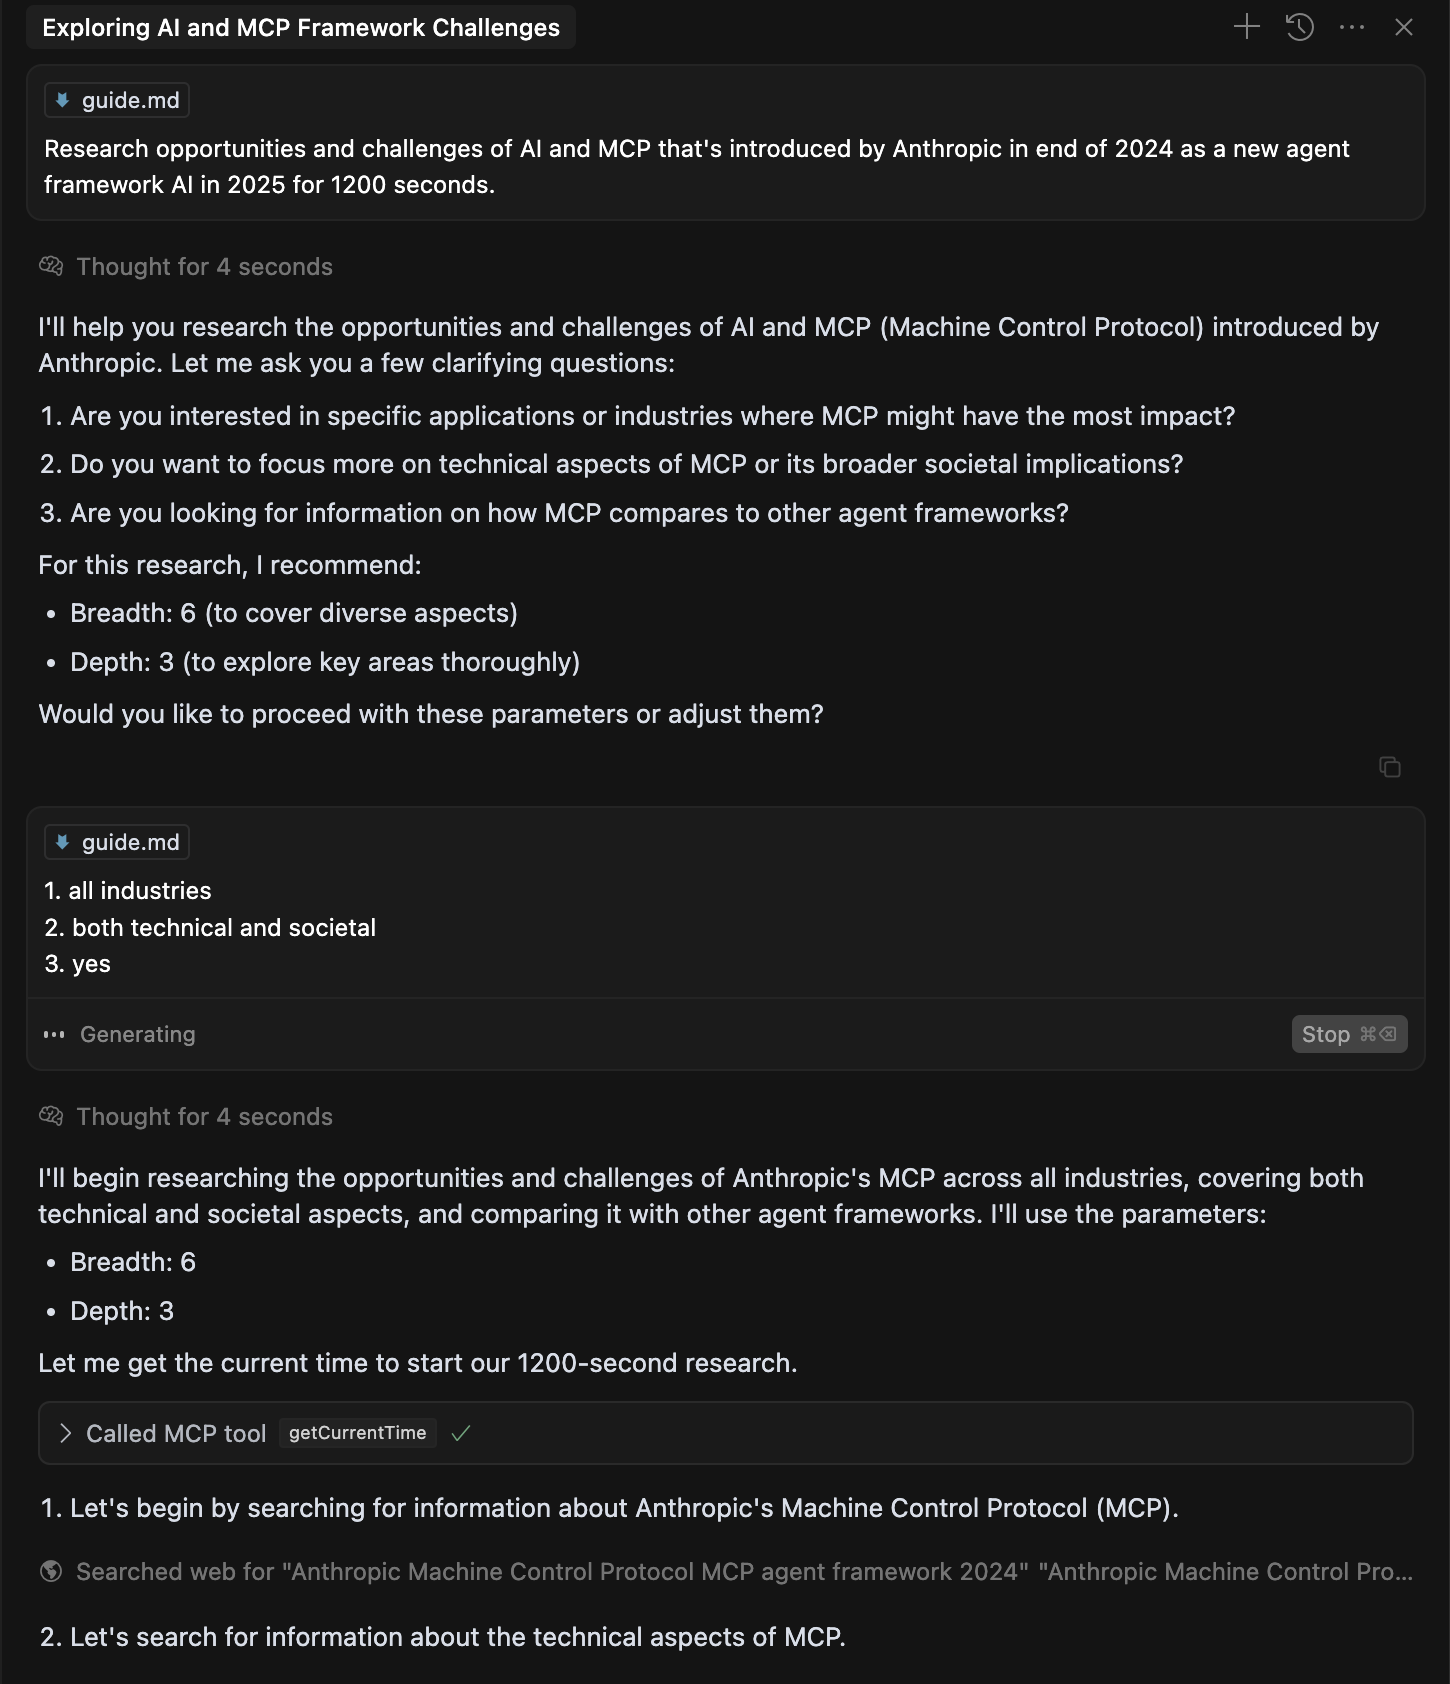 Exploring AI and MCP Framework Challenges
guide.md
Research opportunities and challenges of AI and MCP that's introduced by Anthropic in end of 2024 as a new agent
framework AI in 2025 for 1200 seconds.
Thought for 4 seconds
I'll help you research the opportunities and challenges of AI and MCP (Machine Control Protocol) introduced by
Anthropic. Let me ask you a few clarifying questions:
1. Are you interested in specific applications or industries where MCP might have the most impact?
2. Do you want to focus more on technical aspects of MCP or its broader societal implications?
3. Are you looking for information on how MCP compares to other agent frameworks?
For this research, I recommend:
• Breadth: 6 (to cover diverse aspects)
• Depth: 3 (to explore key areas thoroughly)
Would you like to proceed with these parameters or adjust them?
guide.md
1. all industries
2. both technical and societal
3. yes
Generating
Stop ⌘⌫
Thought for 4 seconds
I'll begin researching the opportunities and challenges of Anthropic's MCP across all industries, covering both
technical and societal aspects, and comparing it with other agent frameworks. I'll use the parameters:
• Breadth: 6
• Depth: 3
Let me get the current time to start our 1200-second research.
Called MCP tool getCurrentTime
1. Let's begin by searching for information about Anthropic's Machine Control Protocol (MCP).
Searched web for "Anthropic Machine Control Protocol MCP agent framework 2024" "Anthropic Machine Control Pro...
2. Let's search for information about the technical aspects of MCP.